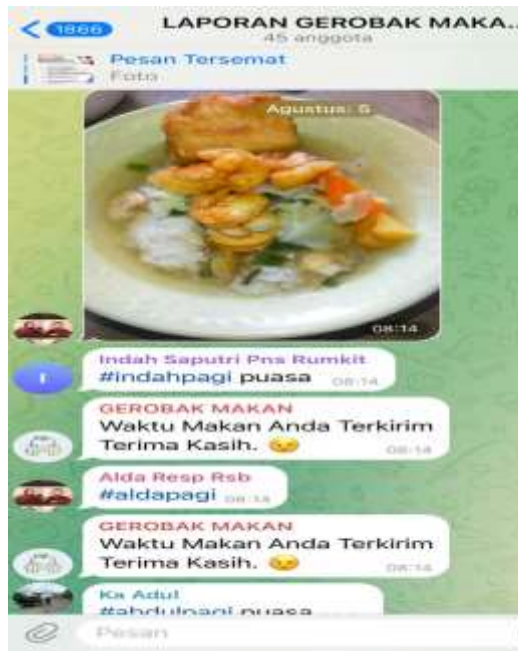 1866
LAPORAN GEROBAK MAKA...
45 anggota
Pesan Tersemat
Foto
Agustus: 5
08:14
Indah Saputri Pns Rumkit
#indahpagi puasa 08:14
GEROBAK MAKAN
Waktu Makan Anda Terkirim
Terima Kasih. 08:14
Alda Resp Rsb
#aldapagi 08:14
GEROBAK MAKAN
Waktu Makan Anda Terkirim
Terima Kasih. 08:14
Ka Adul
#abdulpagi puasa
Pesan